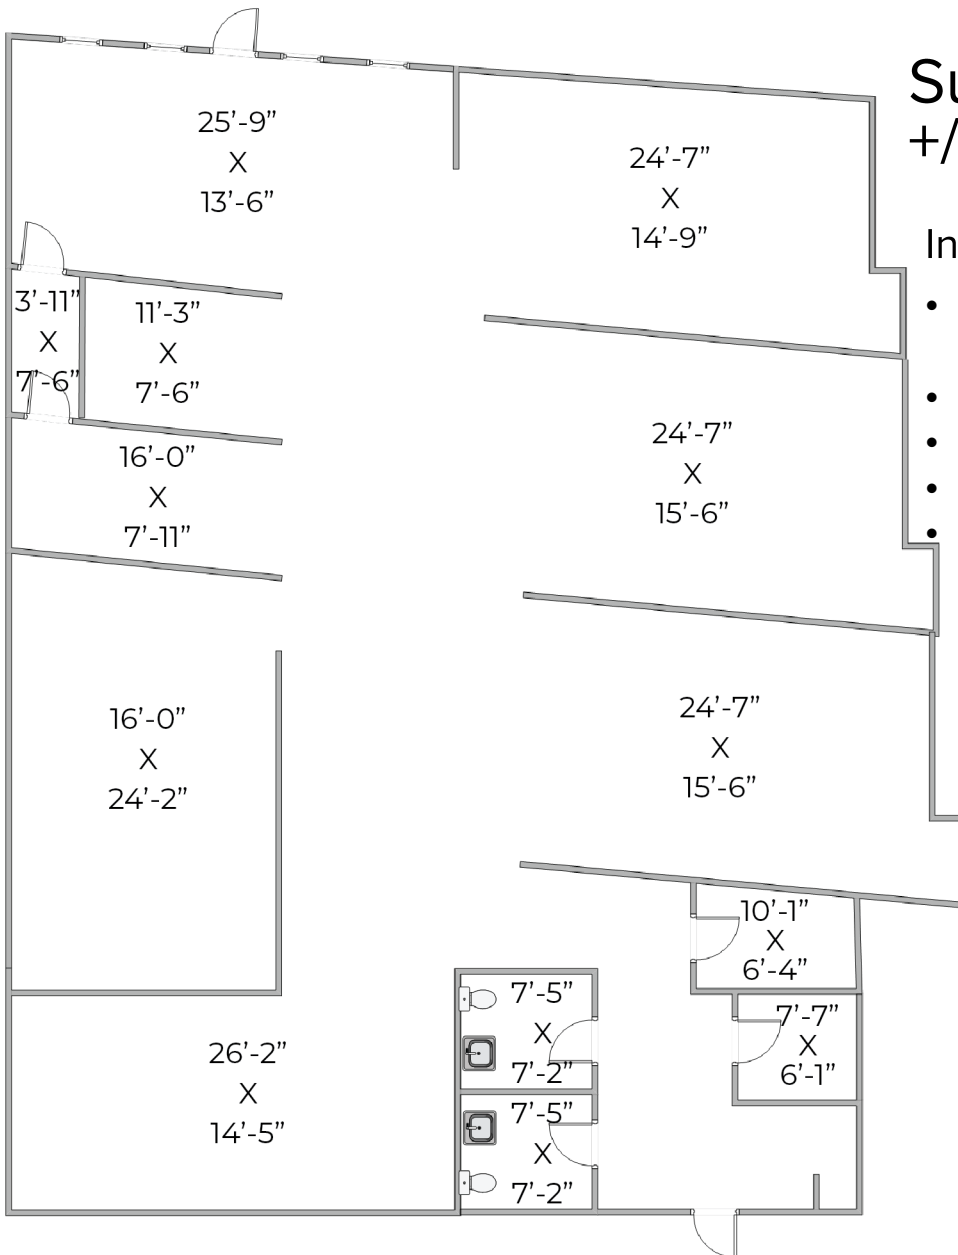 25’-9”
X
13’-6”
24’-7”
X
14’-9”
Su
+/
In
•
•
•
•
•
3’-11”
X
7’-6”
11’-3”
X
7’-6”
16’-0”
X
7’-11”
24’-7”
X
15’-6”
16’-0”
X
24’-2”
24’-7”
X
15’-6”
10’-1”
X
6’-4”
7’-5”
X
7’-2”
7’-7”
X
6’-1”
26’-2”
X
14’-5”
7’-5”
X
7’-2”